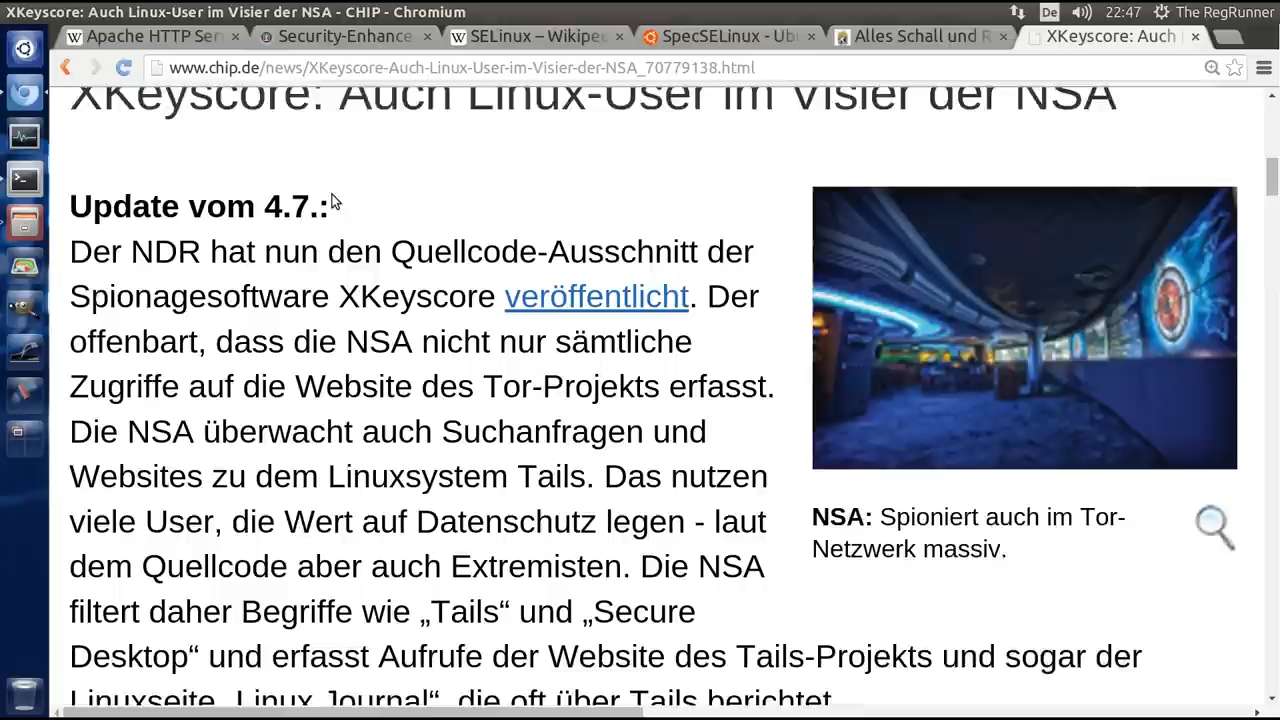 XKeyscore: Auch Linux-User im Visier der NSA - CHIP - Chromium
De
22:47
The RegRunner
Apache HTTP Ser
Security-Enhance
SELinux – Wikipe
SpecSELinux - Ub
Alles Schall und R
XKeyscore: Auch
www.chip.de/news/XKeyscore-Auch-Linux-User-im-Visier-der-NSA_70779138.html
XKeyscore: Auch Linux-User im Visier der NSA
Update vom 4.7.:
Der NDR hat nun den Quellcode-Ausschnitt der
Spionagesoftware XKeyscore veröffentlicht. Der
offenbart, dass die NSA nicht nur sämtliche
Zugriffe auf die Website des Tor-Projekts erfasst.
Die NSA überwacht auch Suchanfragen und
Websites zu dem Linuxsystem Tails. Das nutzen
viele User, die Wert auf Datenschutz legen - laut
dem Quellcode aber auch Extremisten. Die NSA
filtert daher Begriffe wie „Tails“ und „Secure
Desktop“ und erfasst Aufrufe der Website des Tails-Projekts und sogar der
Linuxseite „Linux Journal“, die oft über Tails berichtet.
NSA: Spioniert auch im Tor-
Netzwerk massiv.